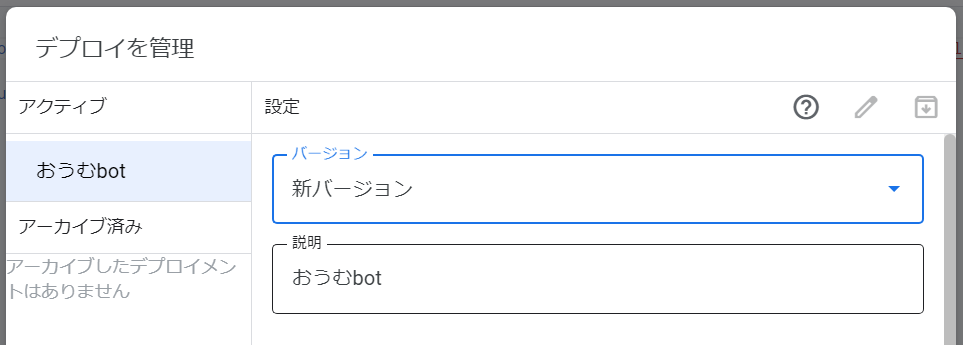 デプロイを管理
アクティブ
設定
おうむbot
バージョン
新バージョン
アーカイブ済み
説明
おうむbot
アーカイブしたデプロイメン
トはありません